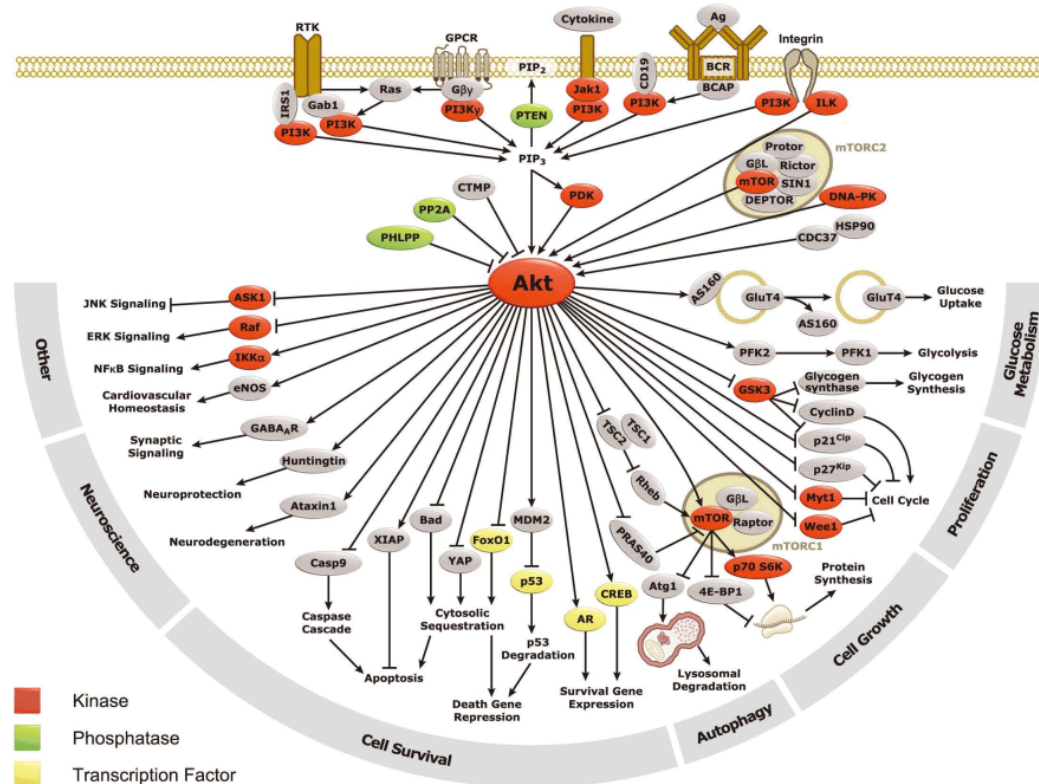 RTK
GPCR
Cytokine
Ag
Integrin
PIP2
CD19
BCR
IRS1
Gab1
Ras
Gβγ
Jak1
BCAP
PI3K
PI3K
PI3Kγ
PTEN
PI3K
PI3K
PI3K
ILK
PIP3
mTORC2
Protor
GβL
Rictor
mTOR
SIN1
DEPTOR
CTMP
PDK
PP2A
PHLPP
DNA-PK
HSP90
CDC37
Akt
JNK Signaling
ASK1
ERK Signaling
Raf
NFκB Signaling
IKKα
Cardiovascular
Homeostasis
eNOS
Synaptic
Signaling
GABAAR
Neuroprotection
Huntingtin
Neurodegeneration
Ataxin1
AS160
GluT4
GluT4
Glucose
Uptake
AS160
PFK2
PFK1
Glycolysis
GSK3
Glycogen
synthase
Glycogen
Synthesis
CyclinD
p21Cip
p27Kip
Myt1
Cell Cycle
Wee1
TSC2
TSC1
Rheb
GβL
mTOR
Raptor
mTORC1
PRAS40
p70 S6K
Atg1
4E-BP1
Protein
Synthesis
Lysosomal
Degradation
Casp9
XIAP
Bad
YAP
FoxO1
MDM2
p53
AR
CREB
Caspase
Cascade
Cytosolic
Sequestration
p53
Degradation
Apoptosis
Death Gene
Repression
Survival Gene
Expression
Other
Neuroscience
Cell Survival
Autophagy
Cell Growth
Proliferation
Glucose
Metabolism
Kinase
Phosphatase
Transcription Factor